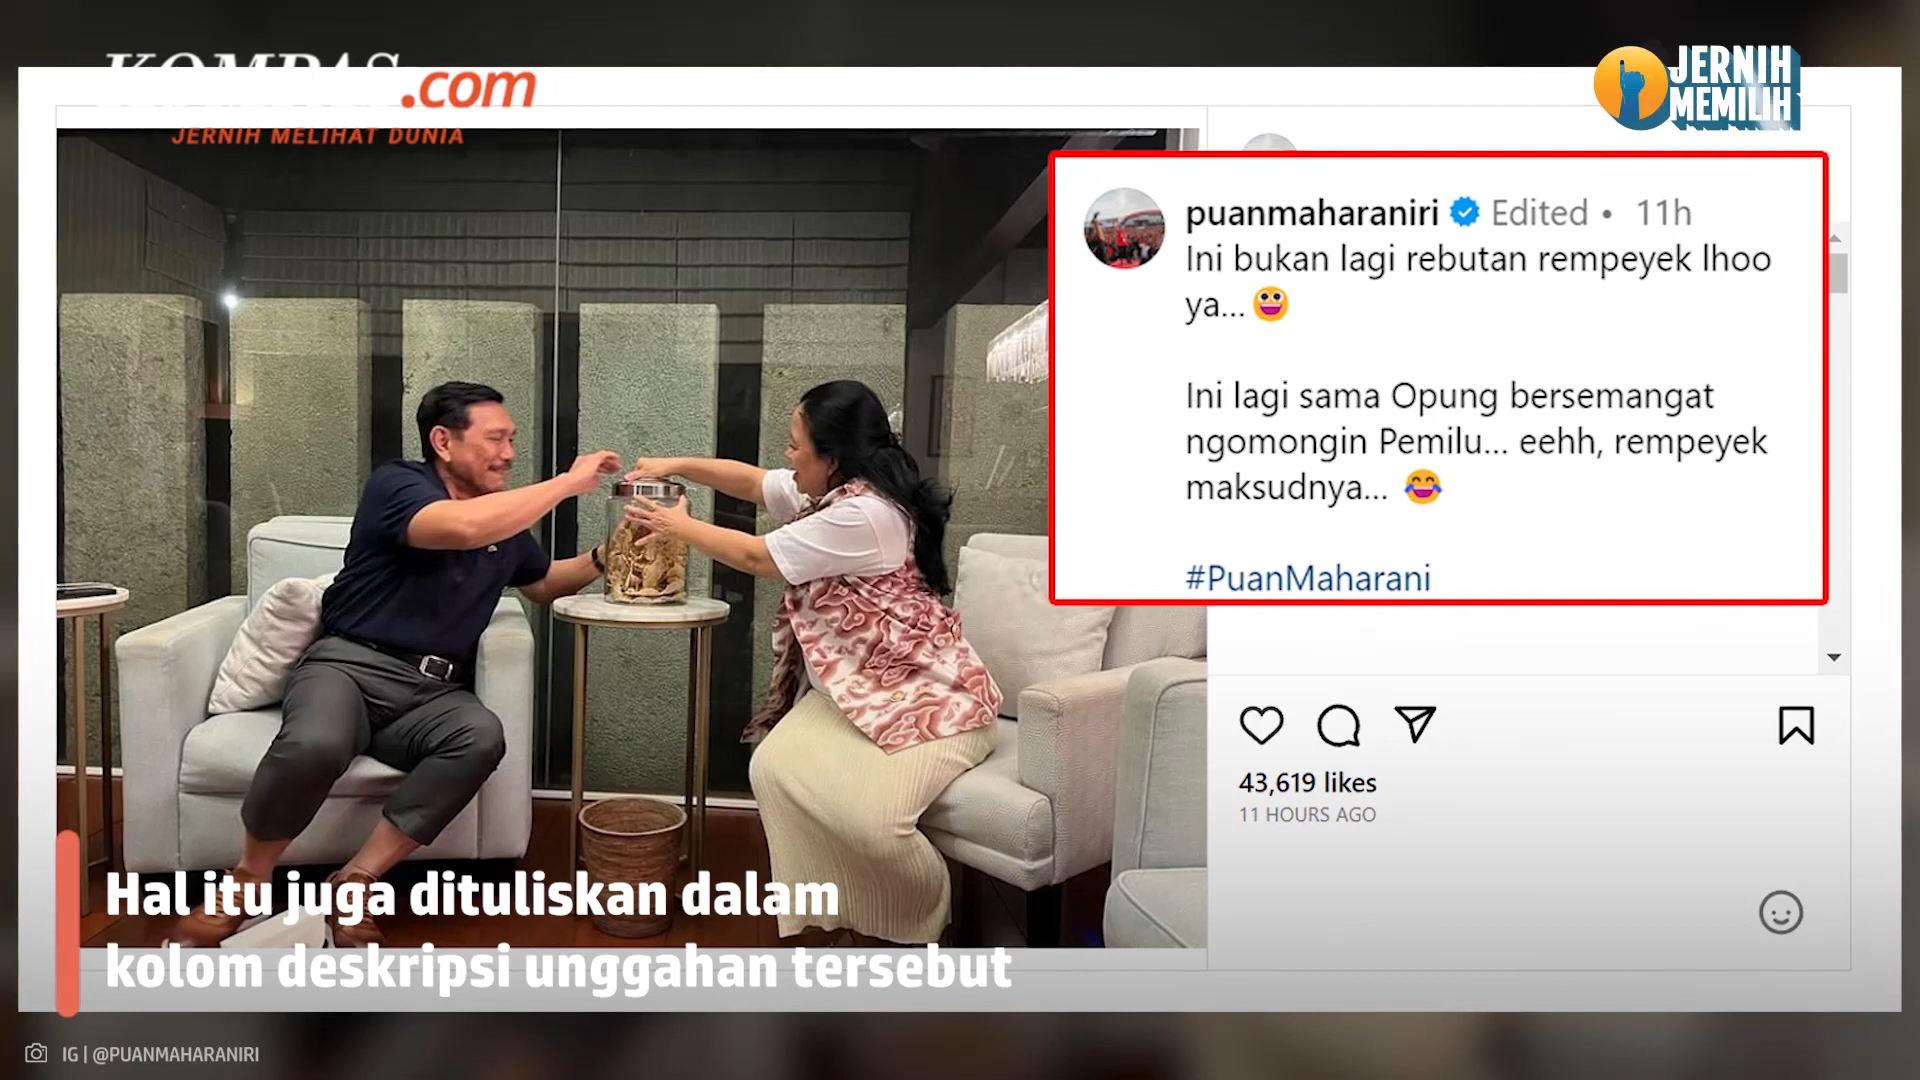 KOMPAS.com
JERNIH MELIHAT DUNIA
JERNIH
MEMILIH
puanmaharaniri Edited • 11h
Ini bukan lagi rebutan rempeyek lhoo
ya... 😀
Ini lagi sama Opung bersemangat
ngomongin Pemilu... eehh, rempeyek
maksudnya... 😂
#PuanMaharani
43,619 likes
11 HOURS AGO
Hal itu juga dituliskan dalam
kolom deskripsi unggahan tersebut
IG | @PUANMAHARANIRI